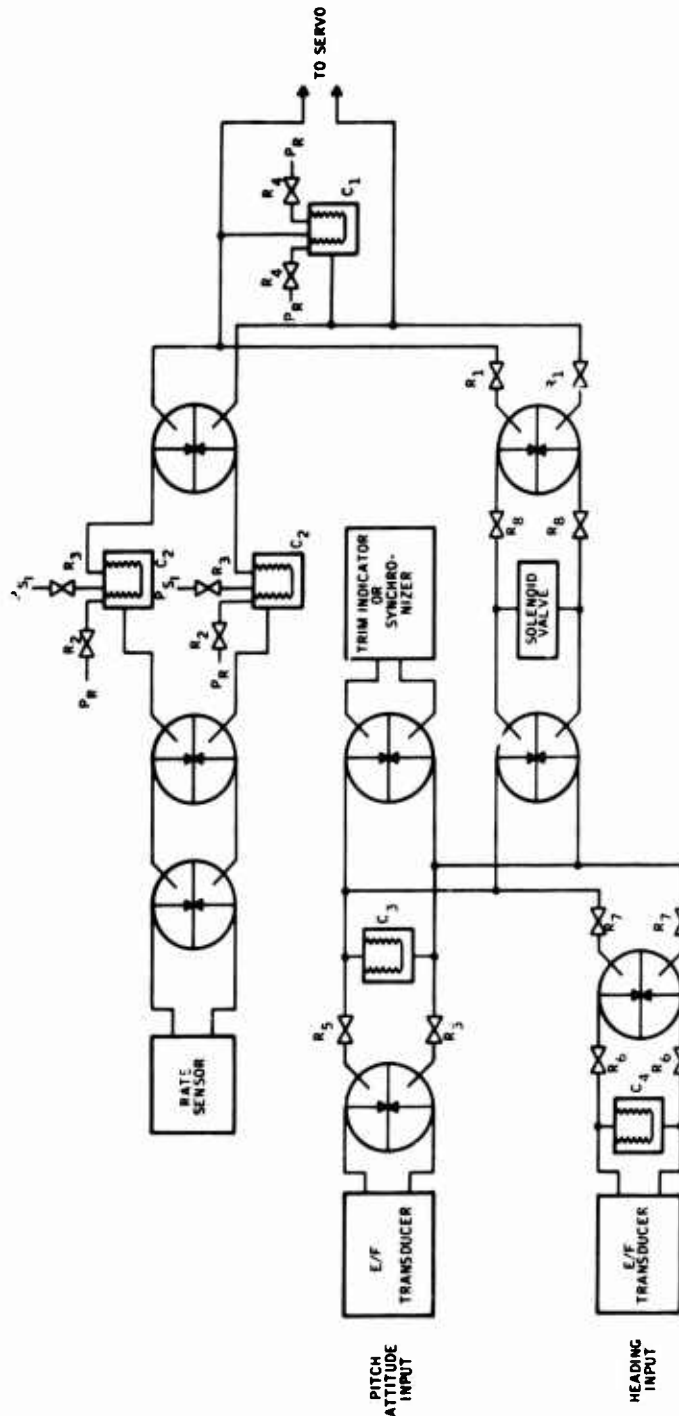 TO SERVO
P_R
R_4
C_1
R_4
P_R
R_1
R_1
R_3
C_2
S_1
R_2
P_R
R_3
C_2
P_S1
R_2
P_R
R_8
R_8
TRIM INDICATOR
OR
SYNCHRO-
NIZER
SOLENOID
VALVE
RATE
SENSOR
C_3
R_5
R_7
R_7
R_6
R_6
C_4
E/F
TRANSDUCER
E/F
TRANSDUCER
PITCH
ATTITUDE
INPUT
HEADING
INPUT